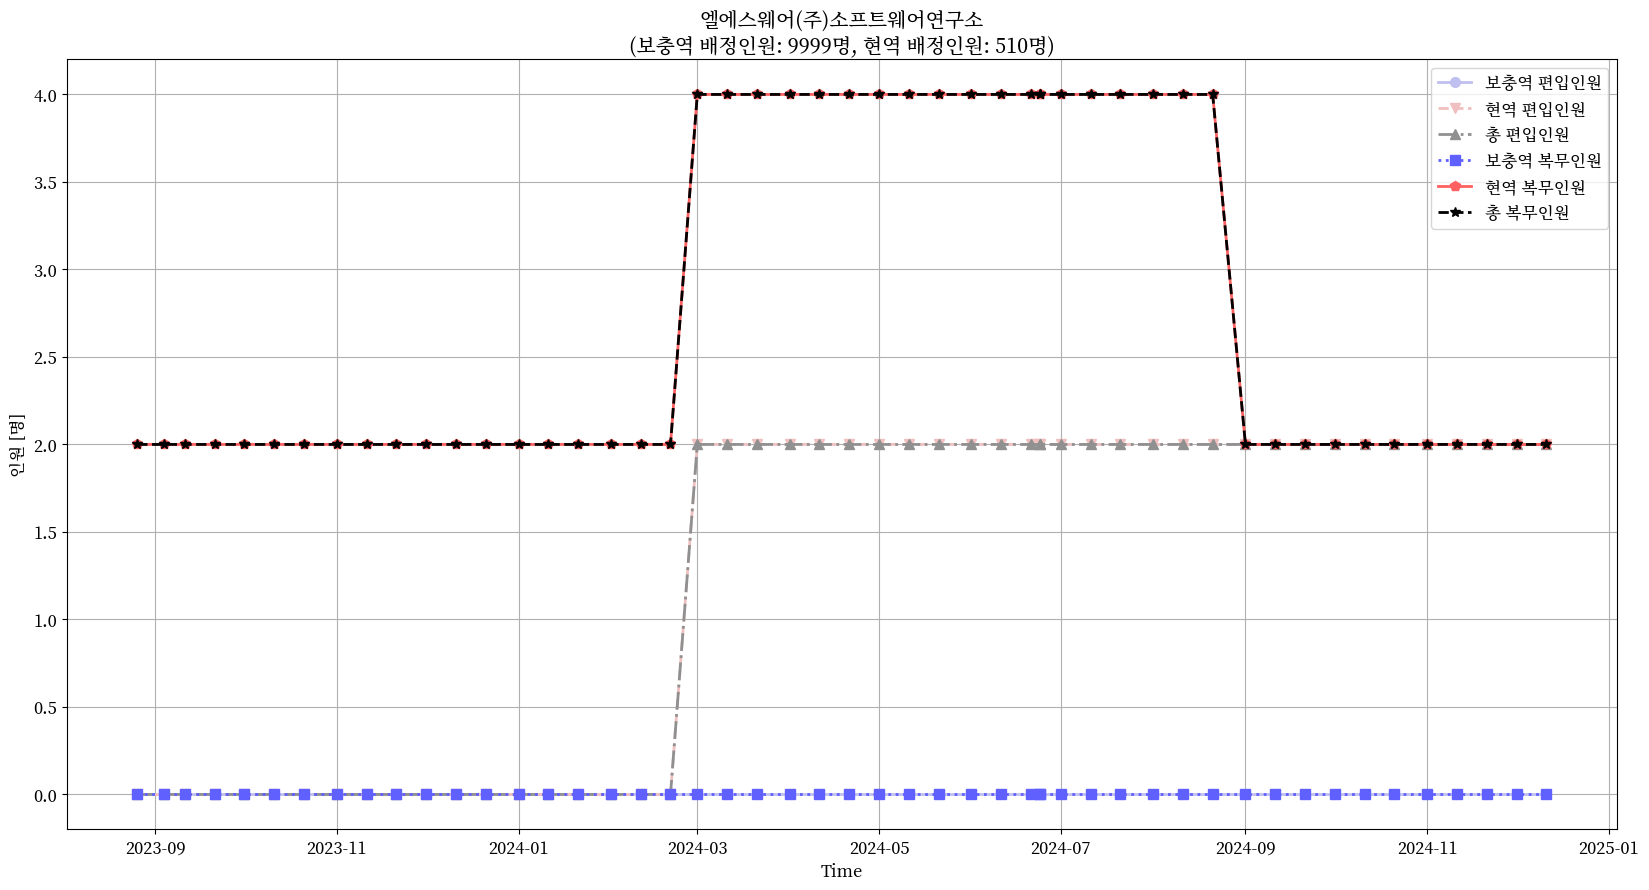 엘에스웨어(주)소프트웨어연구소
(보충역 배정인원: 9999명, 현역 배정인원: 510명)
보충역 편입인원
현역 편입인원
총 편입인원
보충역 복무인원
현역 복무인원
총 복무인원
인원 [명]
4.0
3.5
3.0
2.5
2.0
1.5
1.0
0.5
0.0
2023-09 2023-11 2024-01 2024-03 2024-05 2024-07 2024-09 2024-11 2025-01
Time